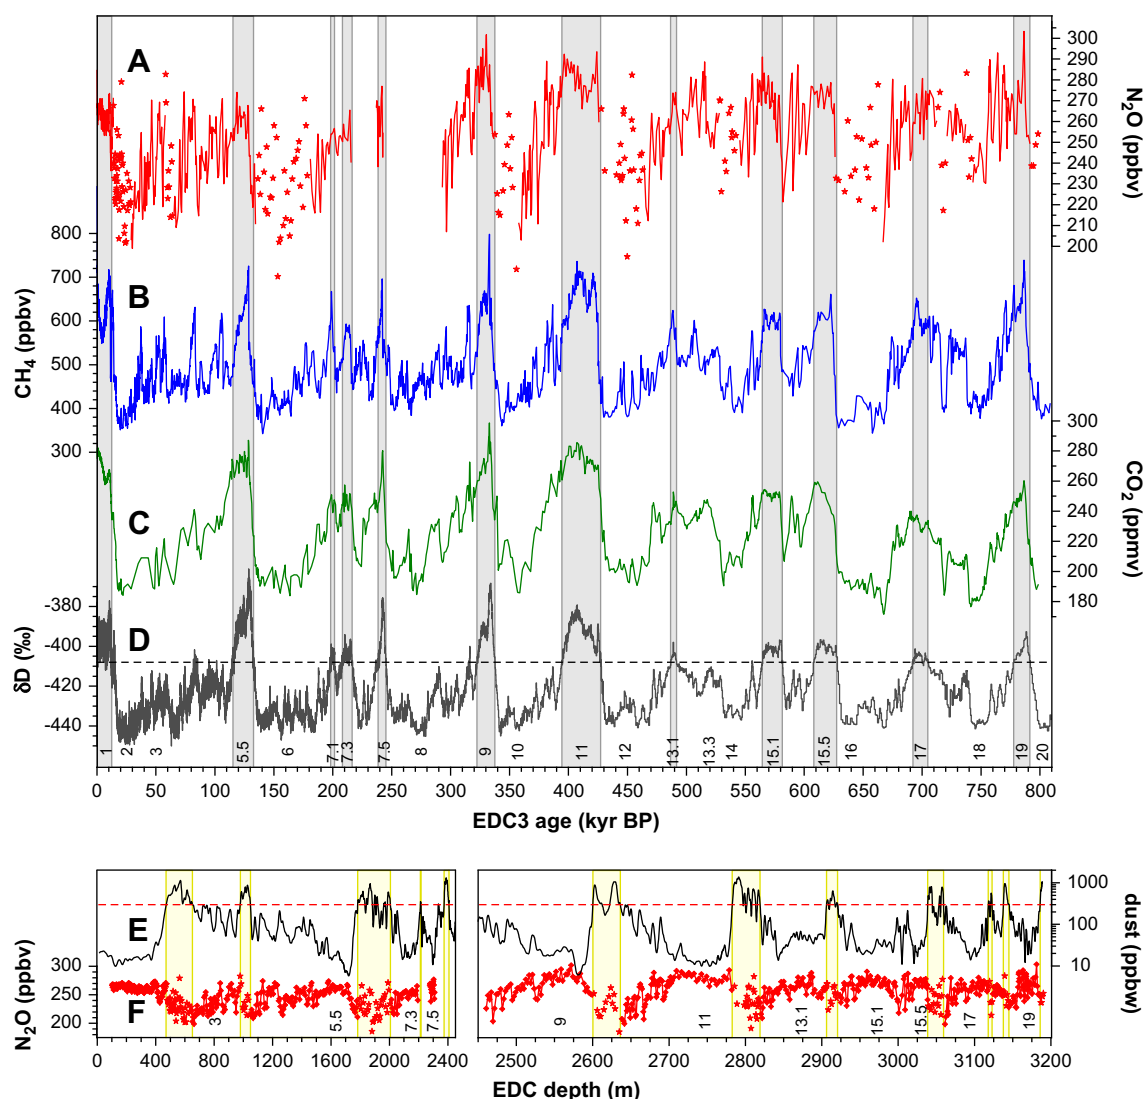 A
300
290
280
270
260
250
240
230
220
210
200
N₂O (ppbv)
800
700
600
500
400
300
CH₄ (ppbv)
B
300
280
260
240
220
200
180
CO₂ (ppmv)
C
-380
-400
-420
-440
δD (‰)
D
1 2 3 5.5 6 7.1 7.3 7.5 8 9 10 11 12 13.1 13.3 14 15.1 15.5 16 17 18 19 20
0 50 100 150 200 250 300 350 400 450 500 550 600 650 700 750 800
EDC3 age (kyr BP)
E
1000
100
10
dust (ppbw)
300
250
200
N₂O (ppbv)
F
3 5.5 7.3 7.5 9 11 13.1 15.1 15.5 17 19
0 400 800 1200 1600 2000 2400 2500 2600 2700 2800 2900 3000 3100 3200
EDC depth (m)